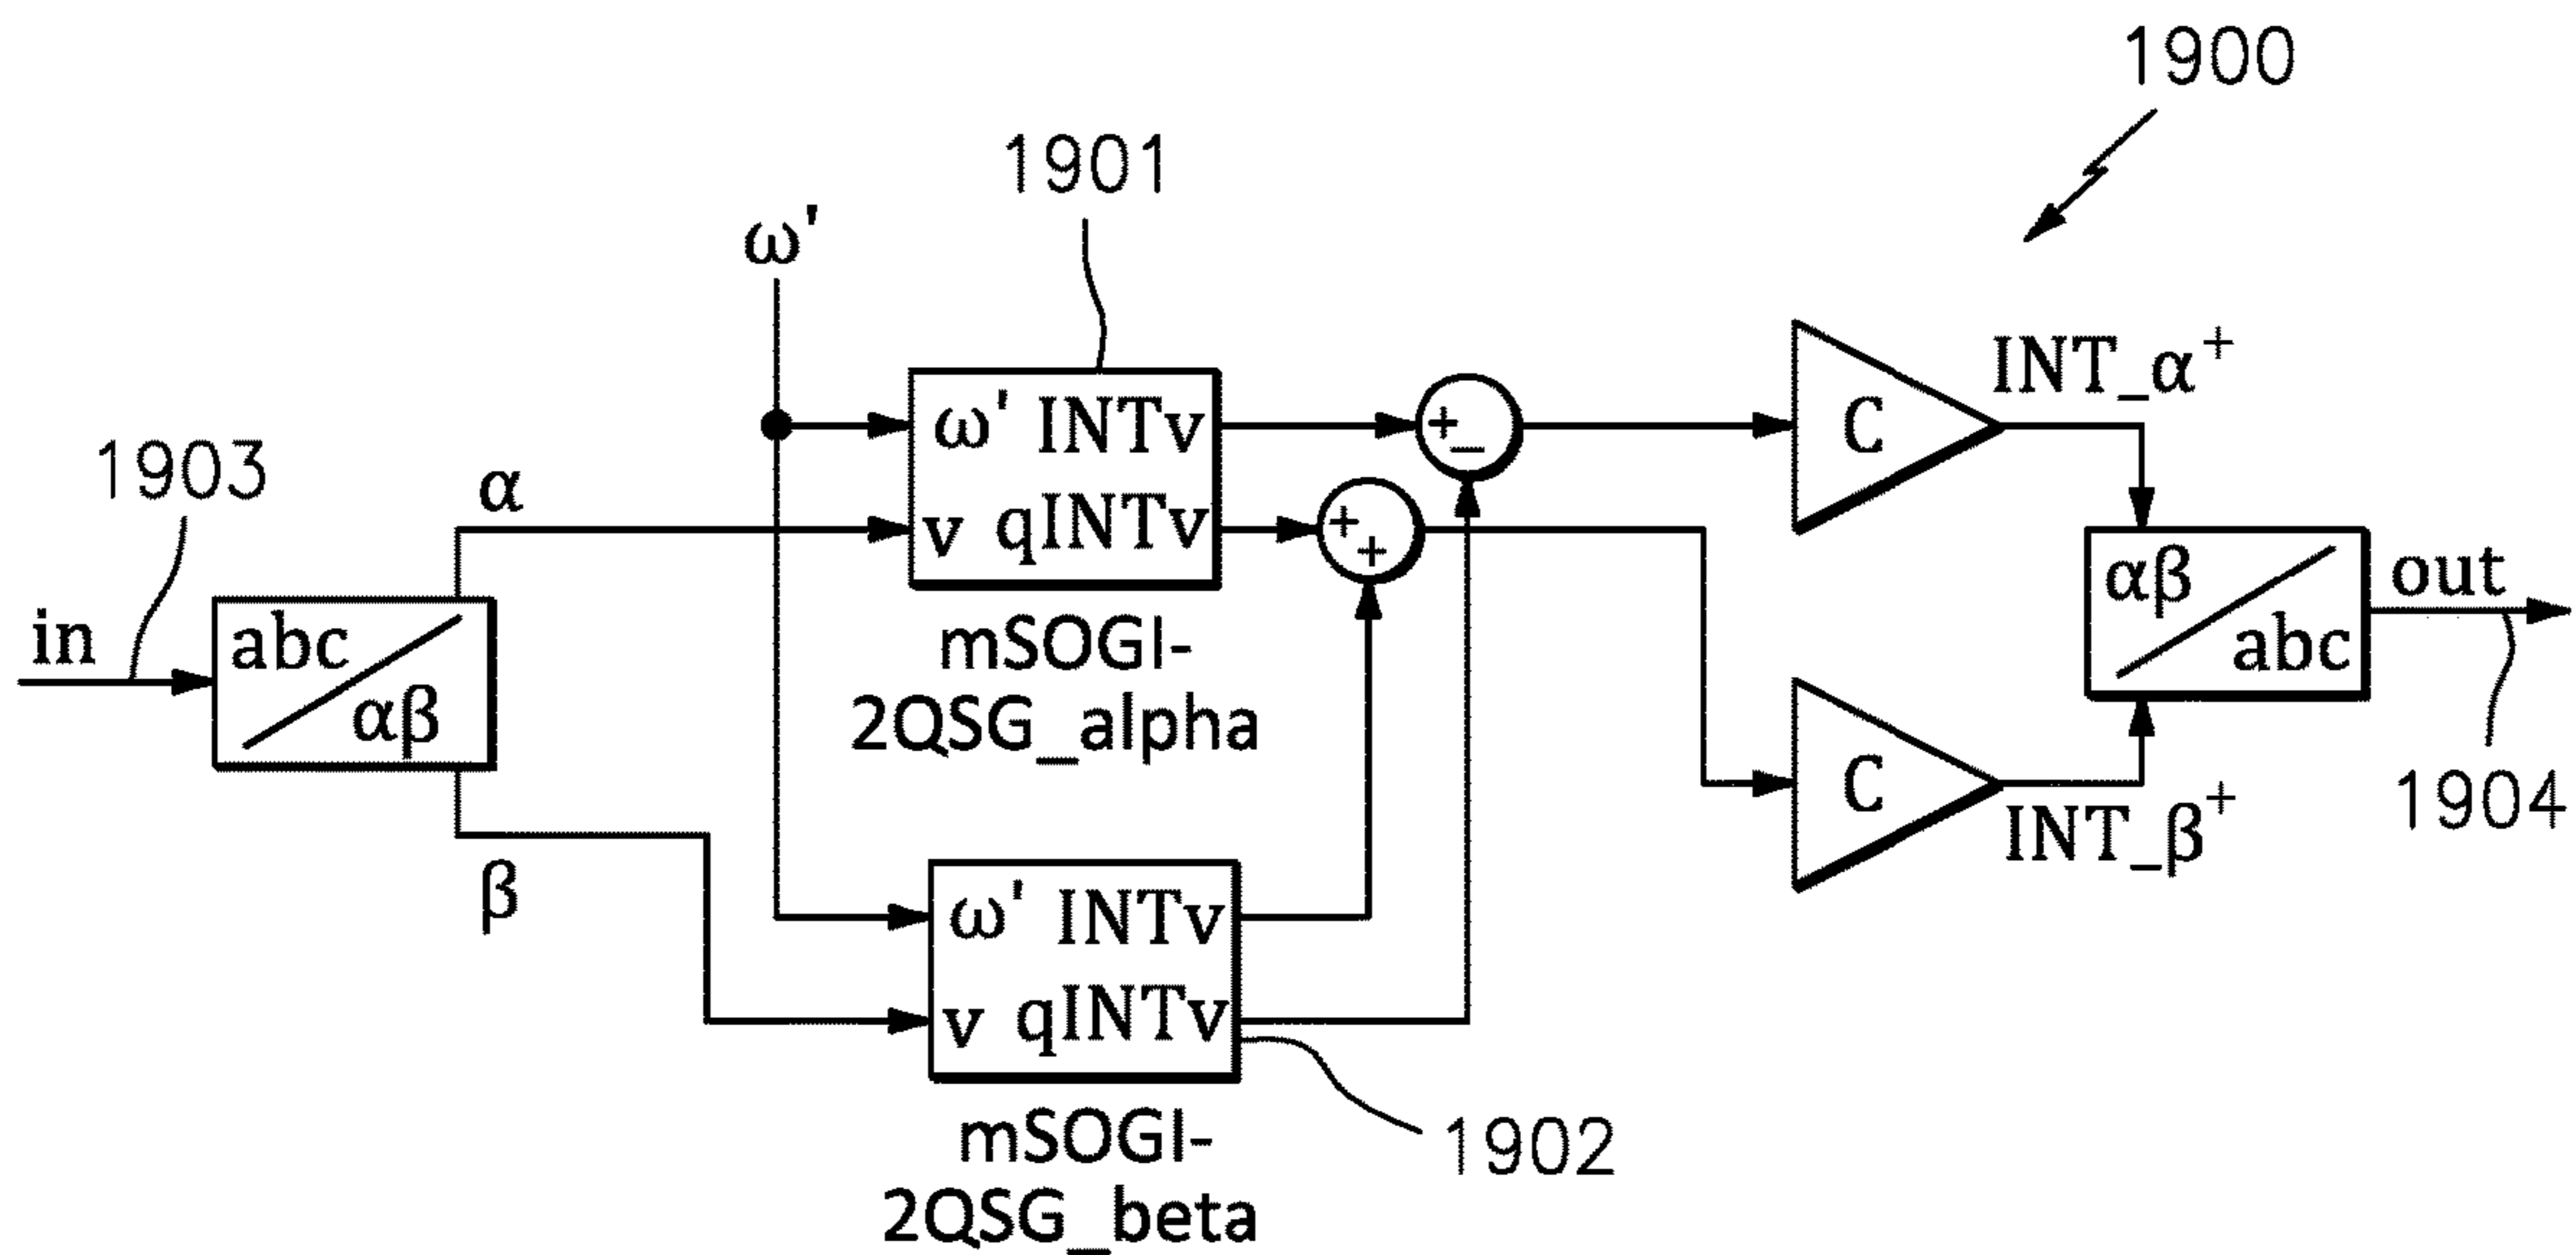 1900
1901
ω'
1903
α
in
abc
αβ
β
ω' INTv
v qINTv
mSOGI-
2QSG_alpha
ω' INTv
v qINTv
mSOGI-
2QSG_beta
1902
+
−
+
+
C
INT_α⁺
C
INT_β⁺
αβ
abc
out
1904